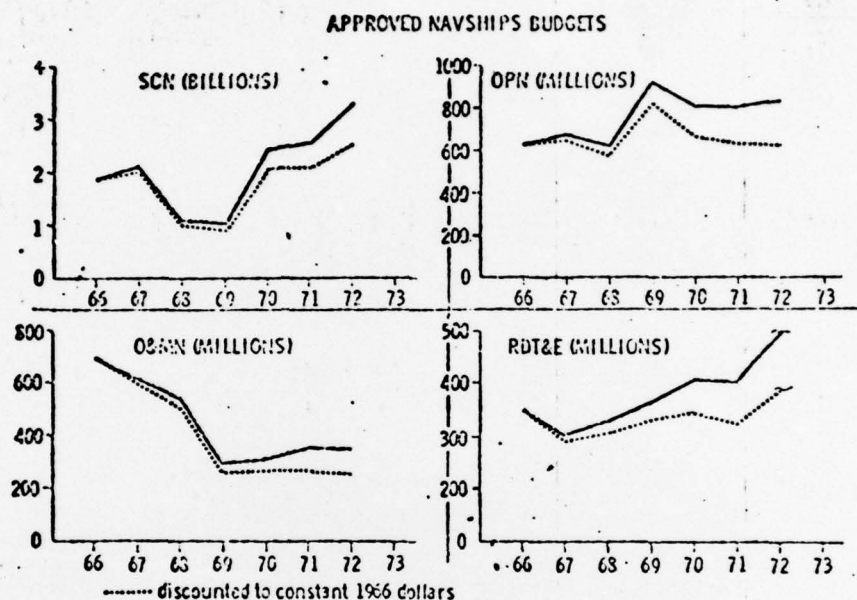 APPROVED NAVSHIPS BUDGETS
SCN (BILLIONS)
4
3
2
1
0
66 67 68 69 70 71 72 73
OPN (MILLIONS)
1000
800
600
400
200
0
66 67 68 69 70 71 72 73
O&MN (MILLIONS)
800
600
400
200
0
66 67 68 69 70 71 72 73
RDT&E (MILLIONS)
500
400
300
200
0
66 67 68 69 70 71 72 73
discounted to constant 1966 dollars